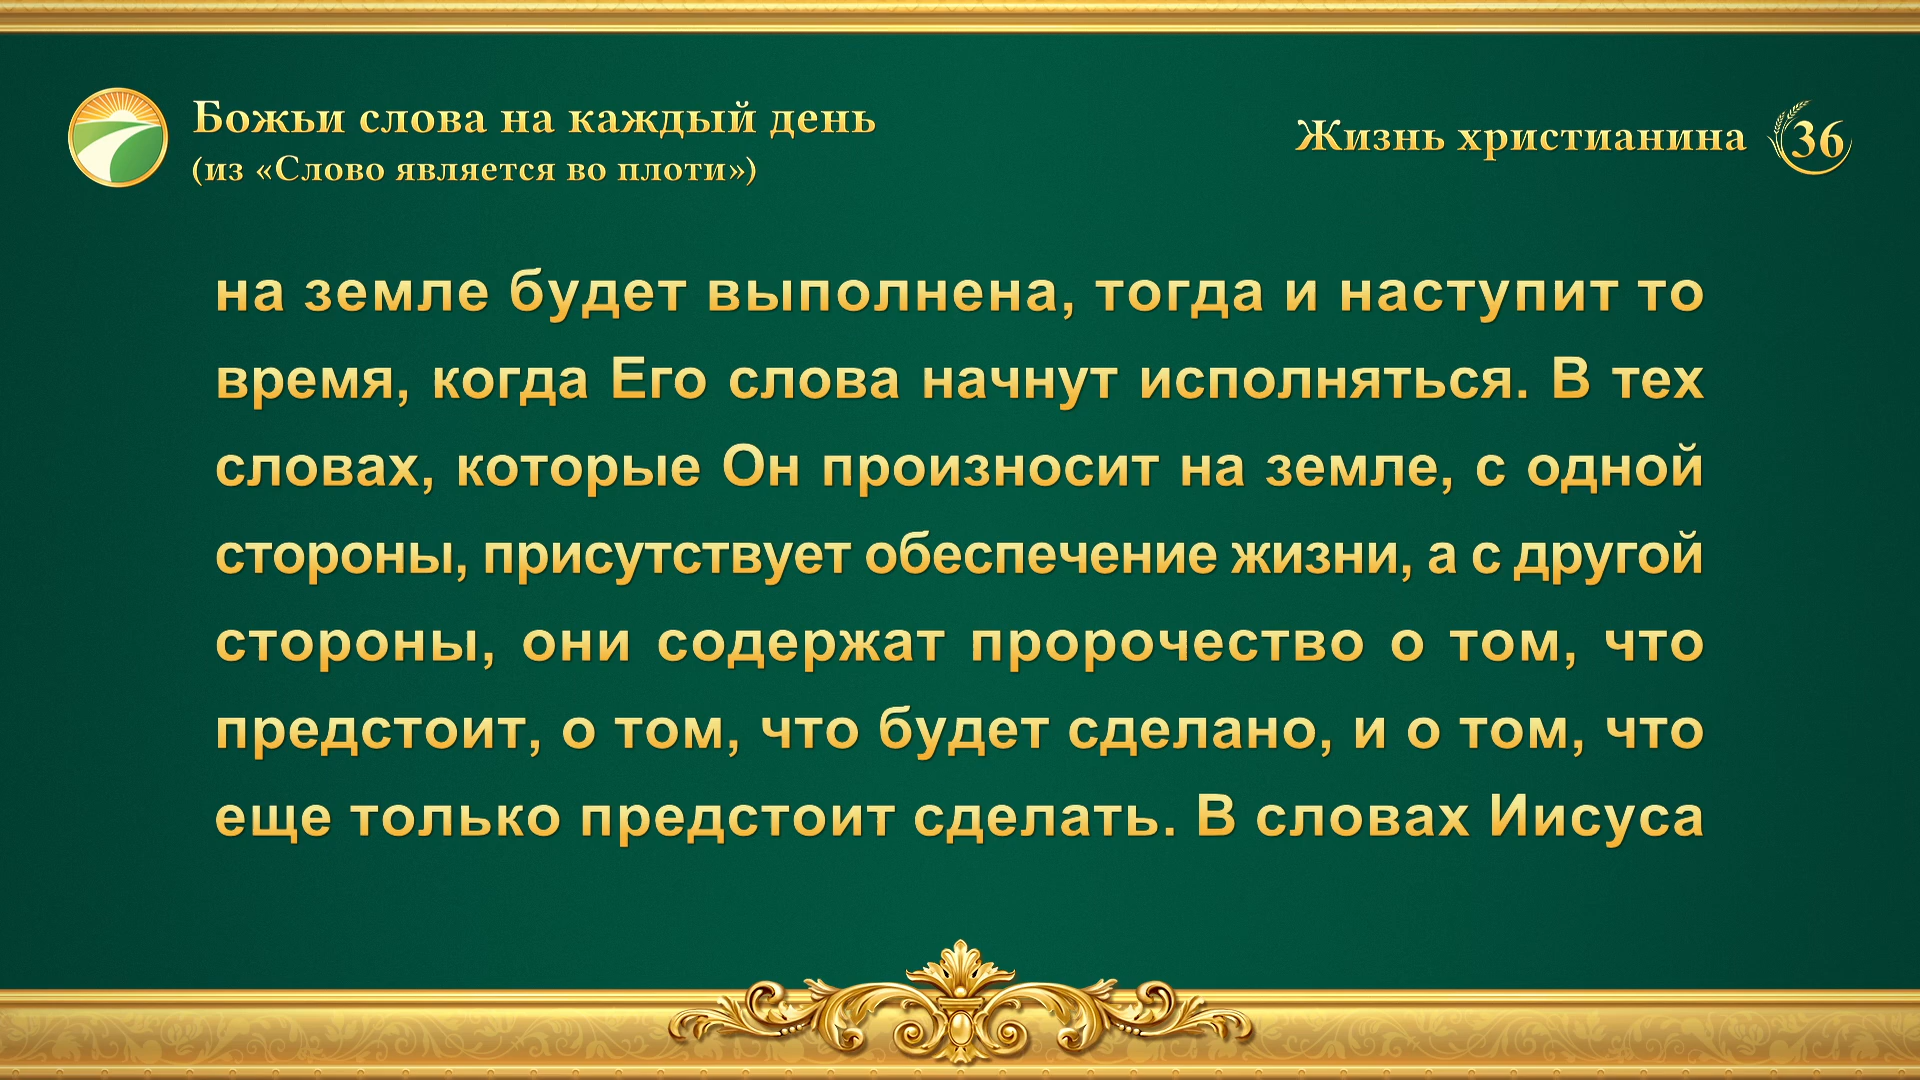 Божьи слова на каждый день
(из «Слово является во плоти»)
Жизнь христианина 36
на земле будет выполнена, тогда и наступит то
время, когда Его слова начнут исполняться. В тех
словах, которые Он произносит на земле, с одной
стороны, присутствует обеспечение жизни, а с другой
стороны, они содержат пророчество о том, что
предстоит, о том, что будет сделано, и о том, что
еще только предстоит сделать. В словах Иисуса